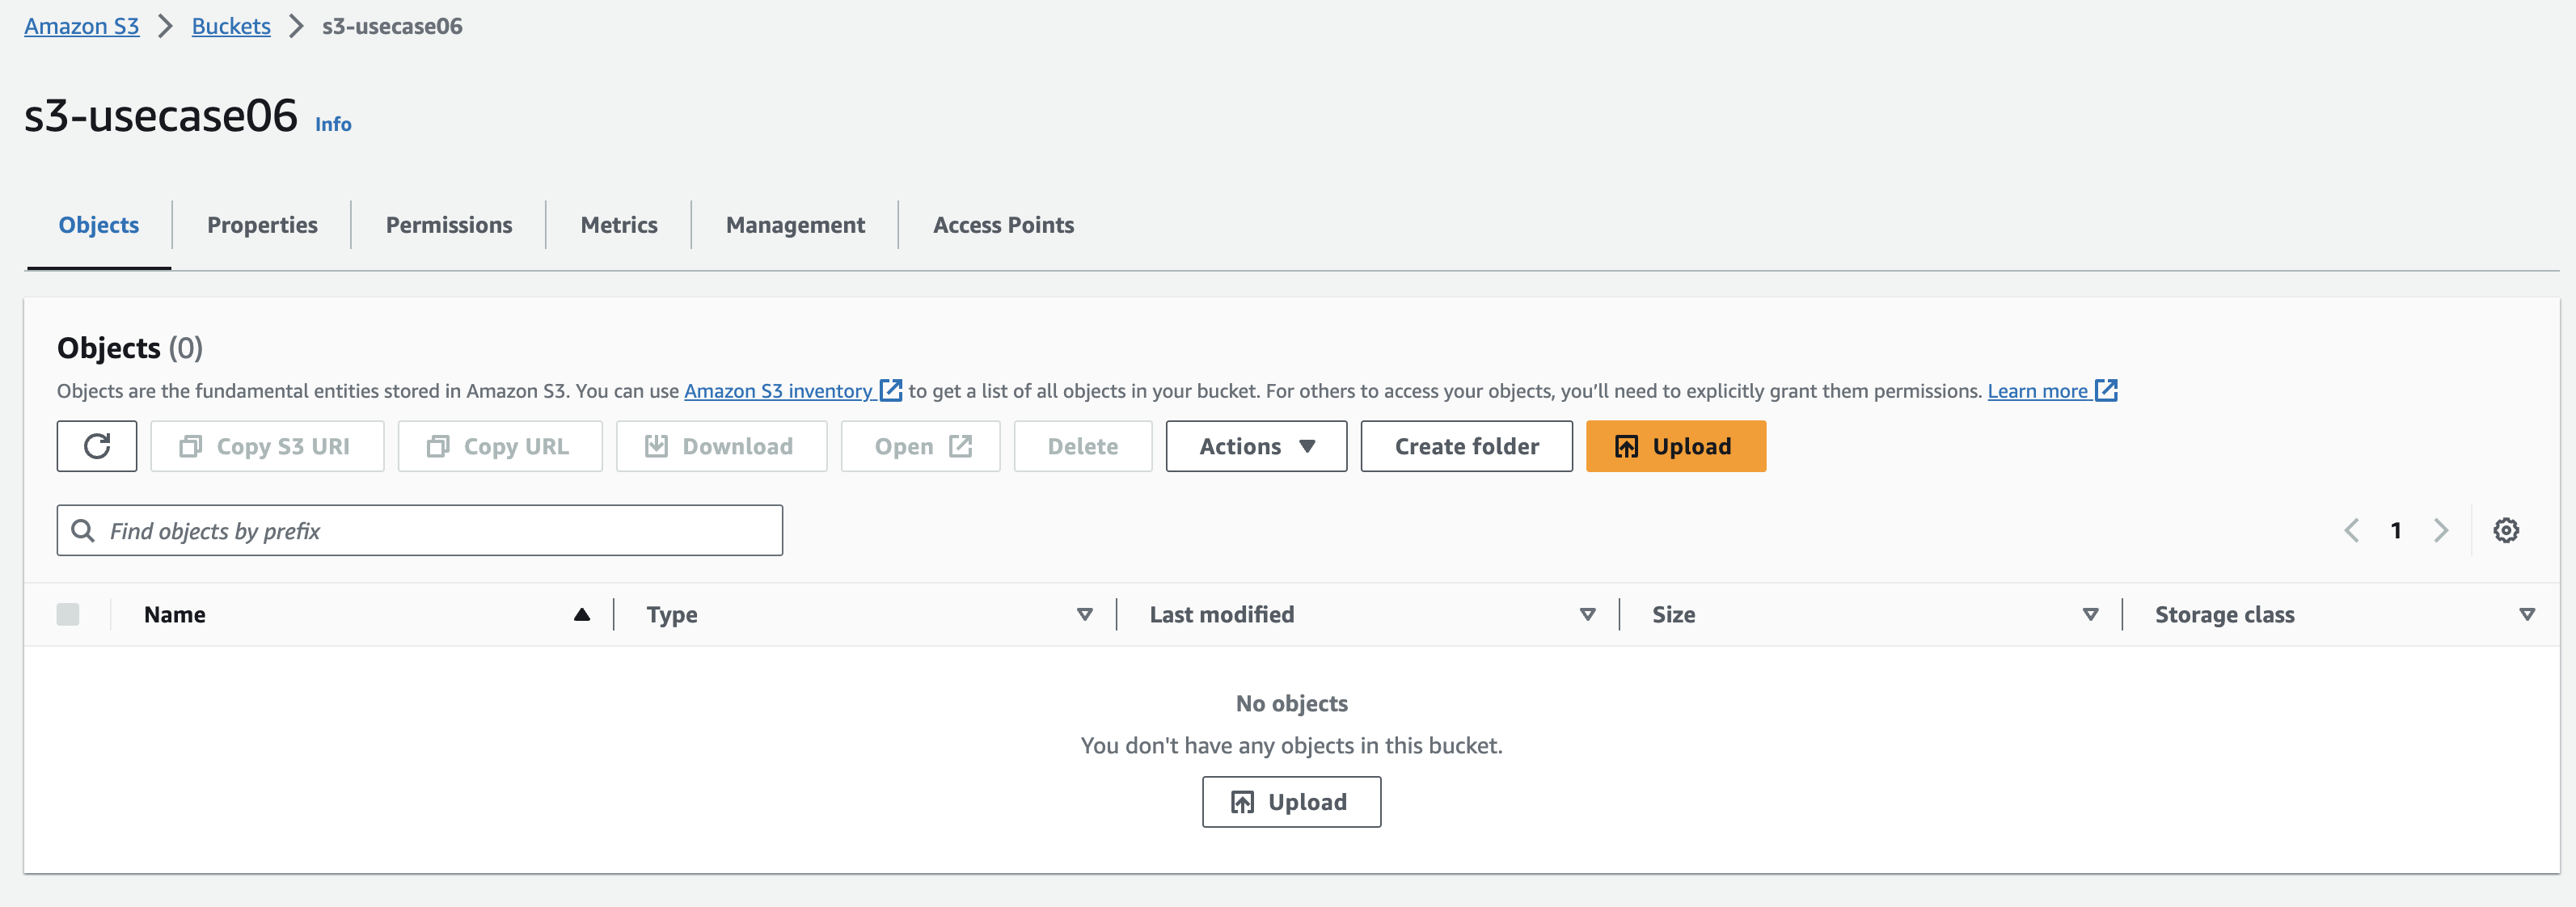 Amazon S3 > Buckets > s3-usecase06
s3-usecase06 Info
Objects Properties Permissions Metrics Management Access Points
Objects (0)
Objects are the fundamental entities stored in Amazon S3. You can use Amazon S3 inventory to get a list of all objects in your bucket. For others to access your objects, you’ll need to explicitly grant them permissions. Learn more
Copy S3 URI Copy URL Download Open Delete Actions Create folder Upload
Find objects by prefix 1
Name Type Last modified Size Storage class
No objects
You don't have any objects in this bucket.
Upload